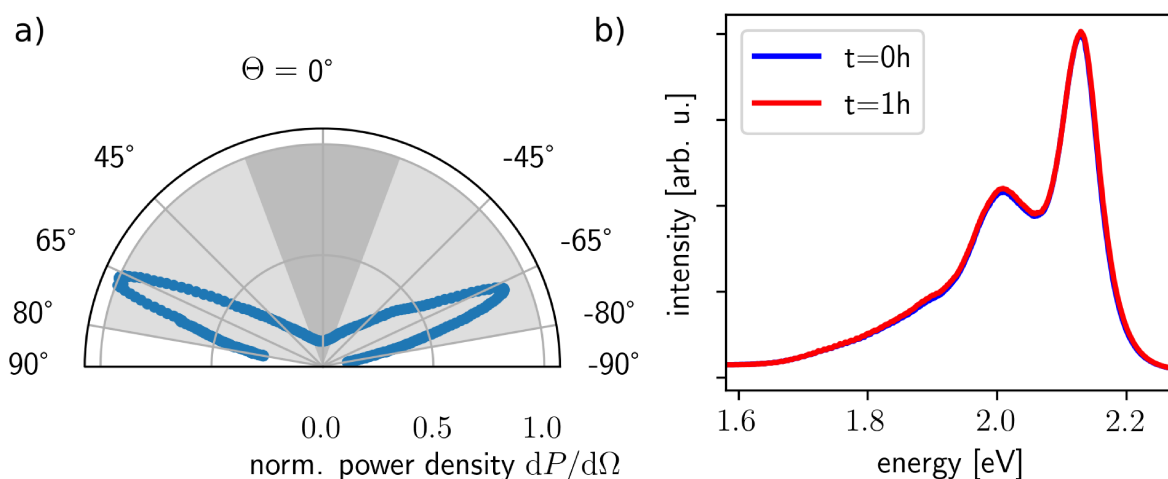 a)
Θ = 0°
45°
-45°
65°
-65°
80°
-80°
90°
-90°
0.0 0.5 1.0
norm. power density dP/dΩ
b)
t=0h
t=1h
intensity [arb. u.]
1.6 1.8 2.0 2.2
energy [eV]